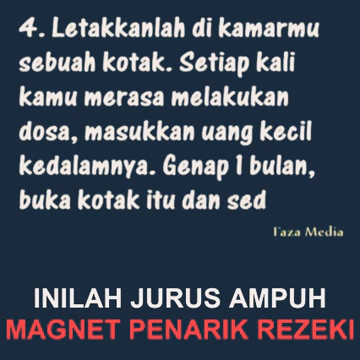 4. Letakkanlah di kamarmu
sebuah kotak. Setiap kali
kamu merasa melakukan
dosa, masukkan uang kecil
kedalamnya. Genap 1 bulan,
buka kotak itu dan sed
Faza Media
INILAH JURUS AMPUH
MAGNET PENARIK REZEKI